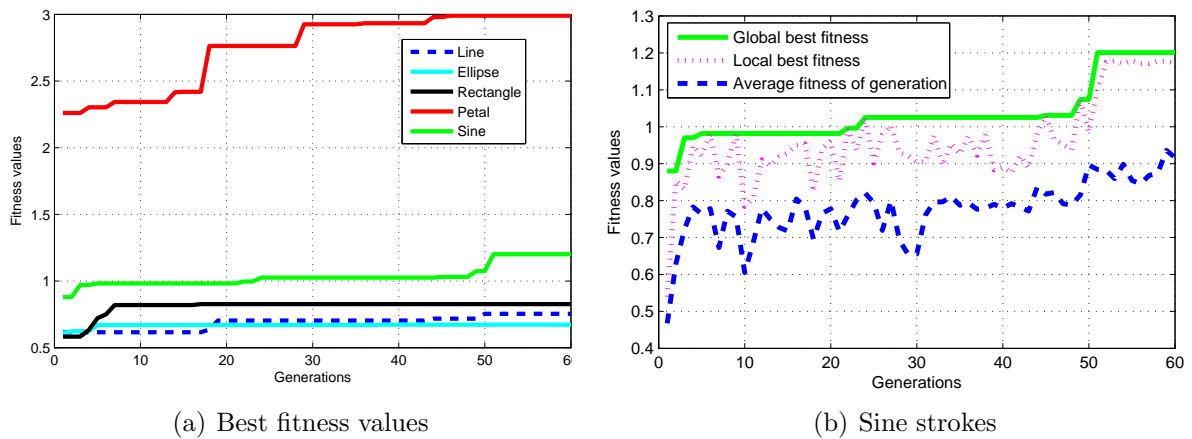 3
2.5
2
1.5
1
0.5
0
10
20
30
40
50
60
Fitness values
Generations
Line
Ellipse
Rectangle
Petal
Sine
(a) Best fitness values
1.3
1.2
1.1
1
0.9
0.8
0.7
0.6
0.5
0.4
0
10
20
30
40
50
60
Fitness values
Generations
Global best fitness
Local best fitness
Average fitness of generation
(b) Sine strokes